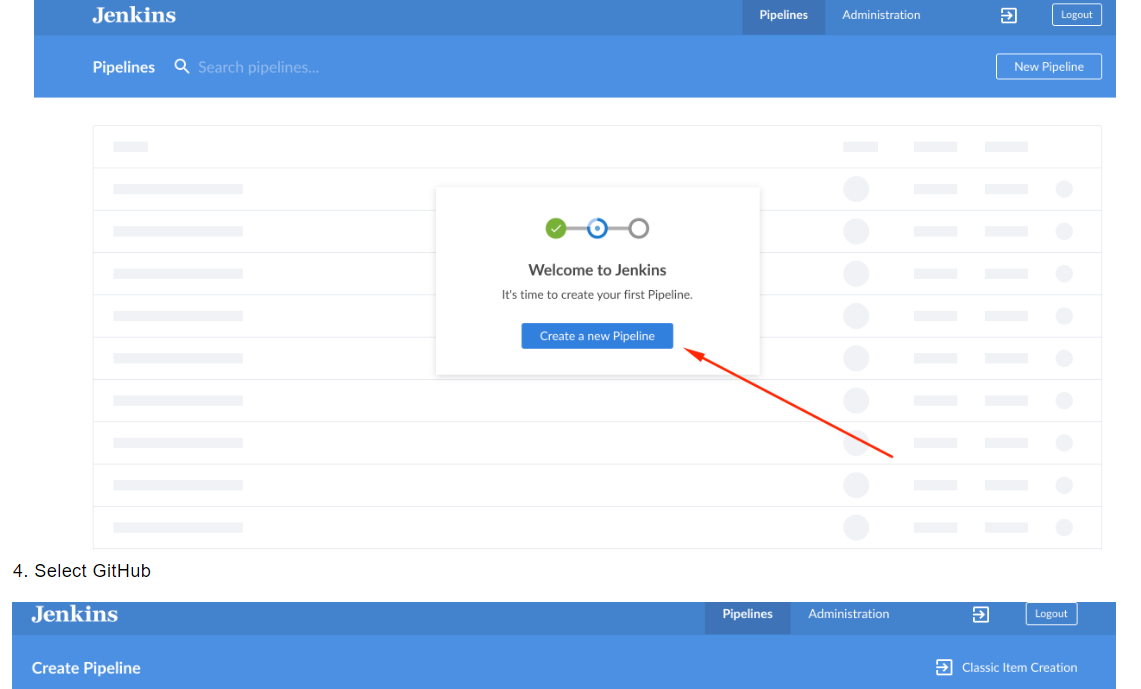 Jenkins Pipelines Administration Logout
Pipelines Search pipelines... New Pipeline
Welcome to Jenkins
It's time to create your first Pipeline.
Create a new Pipeline
4. Select GitHub
Jenkins Pipelines Administration Logout
Create Pipeline Classic Item Creation